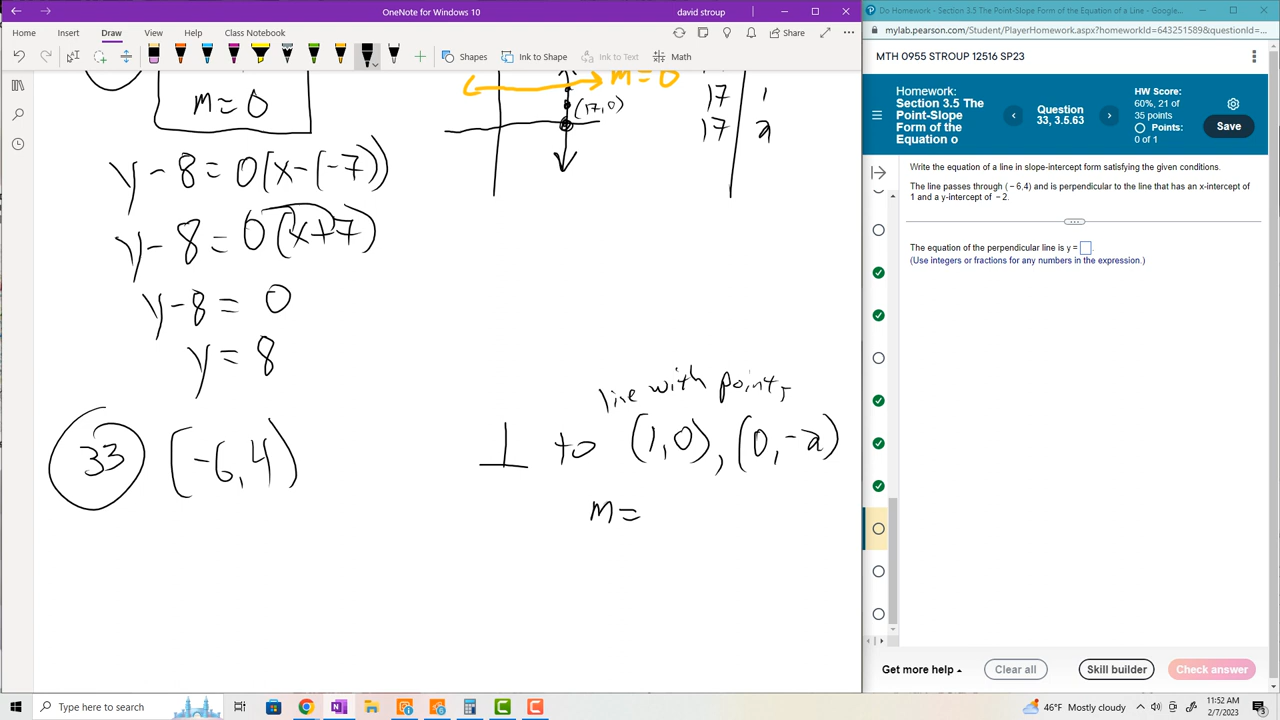 OneNote for Windows 10
david stroup
Home Insert Draw View Help Class Notebook
Share
Shapes Ink to Shape Ink to Text Math
m = 0
m = 0
(17,0)
17 1
17 2
y - 8 = 0(x - (-7))
y - 8 = 0(x + 7)
y - 8 = 0
y = 8
line with points
33 (-6,4) ⊥ to (1,0), (0,-2)
m =
Do Homework - Section 3.5 The Point-Slope Form of the Equation of a Line - Google...
mylab.pearson.com/Student/PlayerHomework.aspx?homeworkId=643251589&questionId=...
MTH 0955 STROUP 12516 SP23
Homework:
Section 3.5 The
Point-Slope
Form of the
Equation o
Question
33, 3.5.63
HW Score:
60%, 21 of
35 points
Points:
0 of 1
Save
Write the equation of a line in slope-intercept form satisfying the given conditions.
The line passes through (-6,4) and is perpendicular to the line that has an x-intercept of
1 and a y-intercept of -2.
The equation of the perpendicular line is y =
(Use integers or fractions for any numbers in the expression.)
Get more help
Clear all
Skill builder
Check answer
Type here to search
46°F Mostly cloudy
11:52 AM
2/7/2023
3